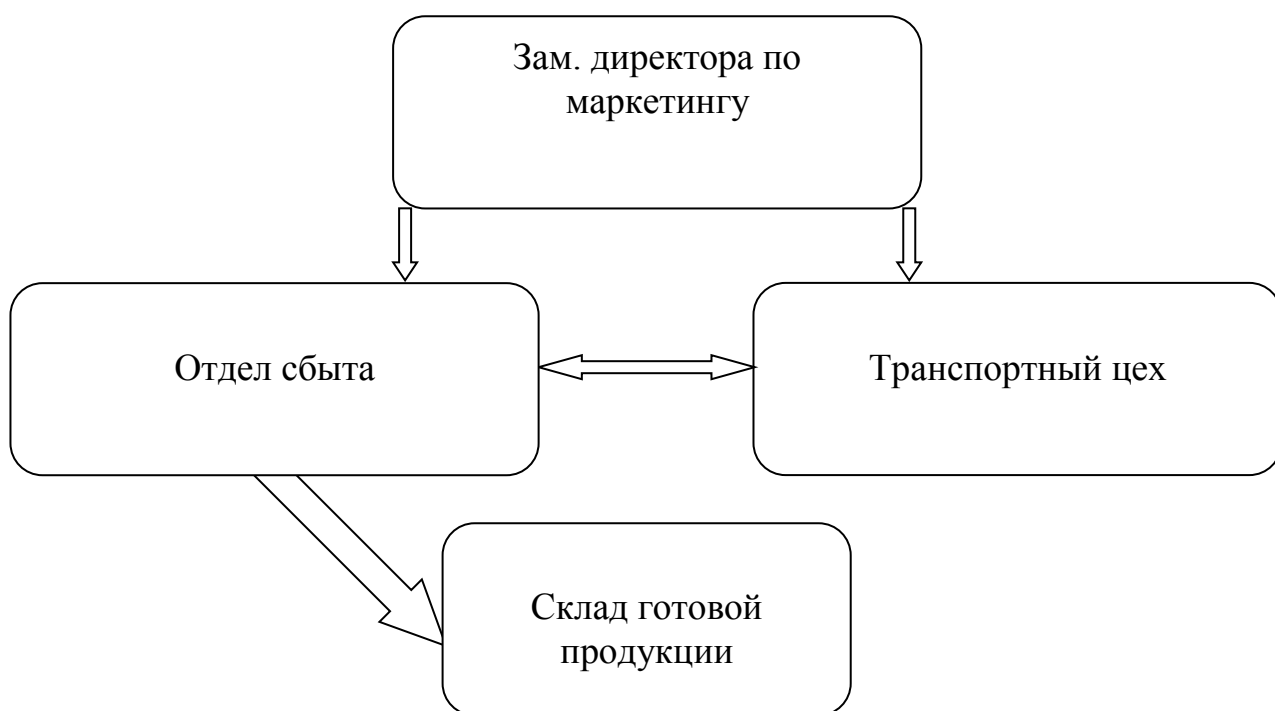 Зам. директора по
маркетингу
Отдел сбыта
Транспортный цех
Склад готовой
продукции